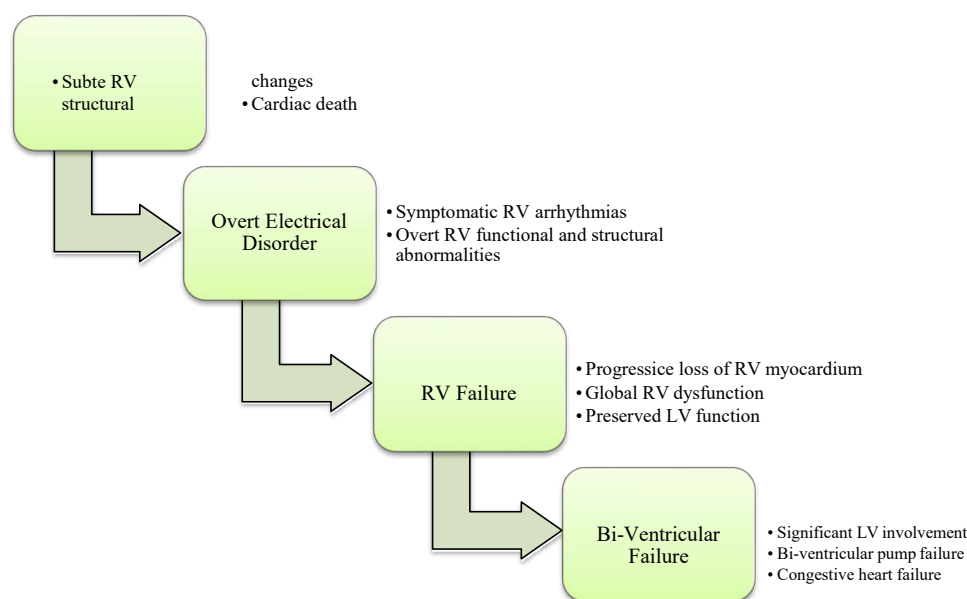 • Subte RV
structural
changes
• Cardiac death
Overt Electrical
Disorder
• Symptomatic RV arrhythmias
• Overt RV functional and structural
abnormalities
RV Failure
• Progressice loss of RV myocardium
• Global RV dysfunction
• Preserved LV function
Bi-Ventricular
Failure
• Significant LV involvement
• Bi-ventricular pump failure
• Congestive heart failure